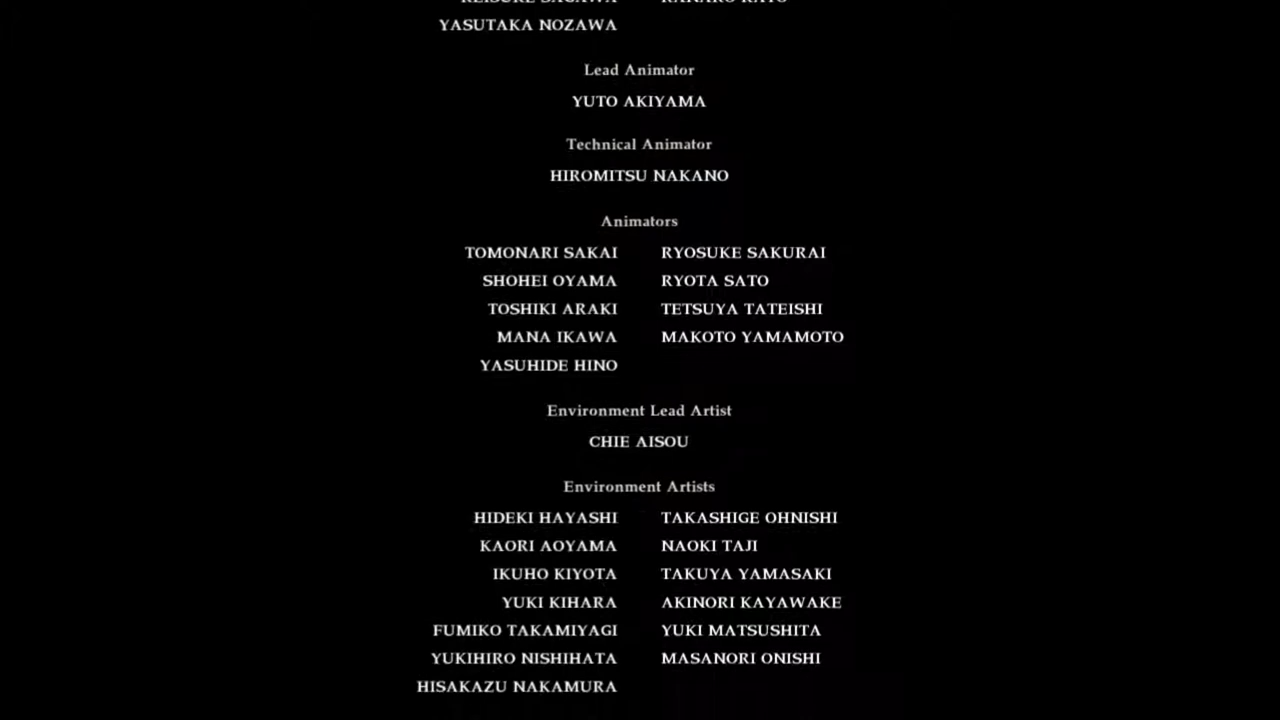 YASUTAKA NOZAWA
Lead Animator
YUTO AKIYAMA
Technical Animator
HIROMITSU NAKANO
Animators
TOMONARI SAKAI RYOSUKE SAKURAI
SHOHEI OYAMA RYOTA SATO
TOSHIKI ARAKI TETSUYA TATEISHI
MANA IKAWA MAKOTO YAMAMOTO
YASUHIDE HINO
Environment Lead Artist
CHIE AISOU
Environment Artists
HIDEKI HAYASHI TAKASHIGE OHNISHI
KAORI AOYAMA NAOKI TAJI
IKUHO KIYOTA TAKUYA YAMASAKI
YUKI KIHARA AKINORI KAYAWAKE
FUMIKO TAKAMIYAGI YUKI MATSUSHITA
YUKIHIRO NISHIHATA MASANORI ONISHI
HISAKAZU NAKAMURA